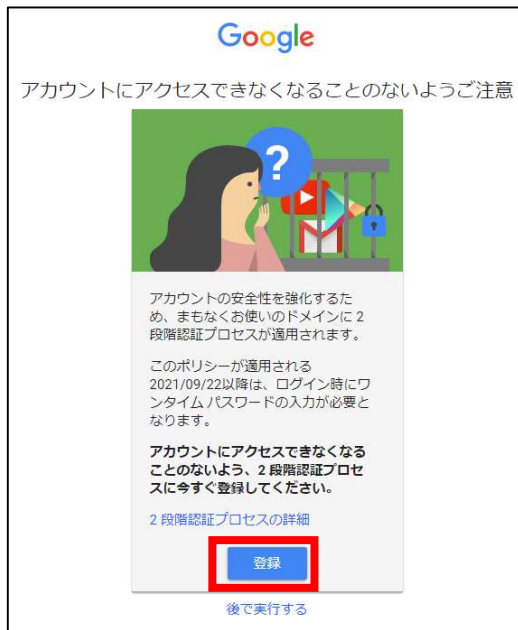 Google
アカウントにアクセスできなくなることのないようご注意
?
アカウントの安全性を強化するた
め、まもなくお使いのドメインに 2
段階認証プロセスが適用されます。
このポリシーが適用される
2021/09/22以降は、ログイン時にワ
ンタイム パスワードの入力が必要と
なります。
アカウントにアクセスできなくなる
ことのないよう、2 段階認証プロセ
スに今すぐ登録してください。
2 段階認証プロセスの詳細
登録
後で実行する